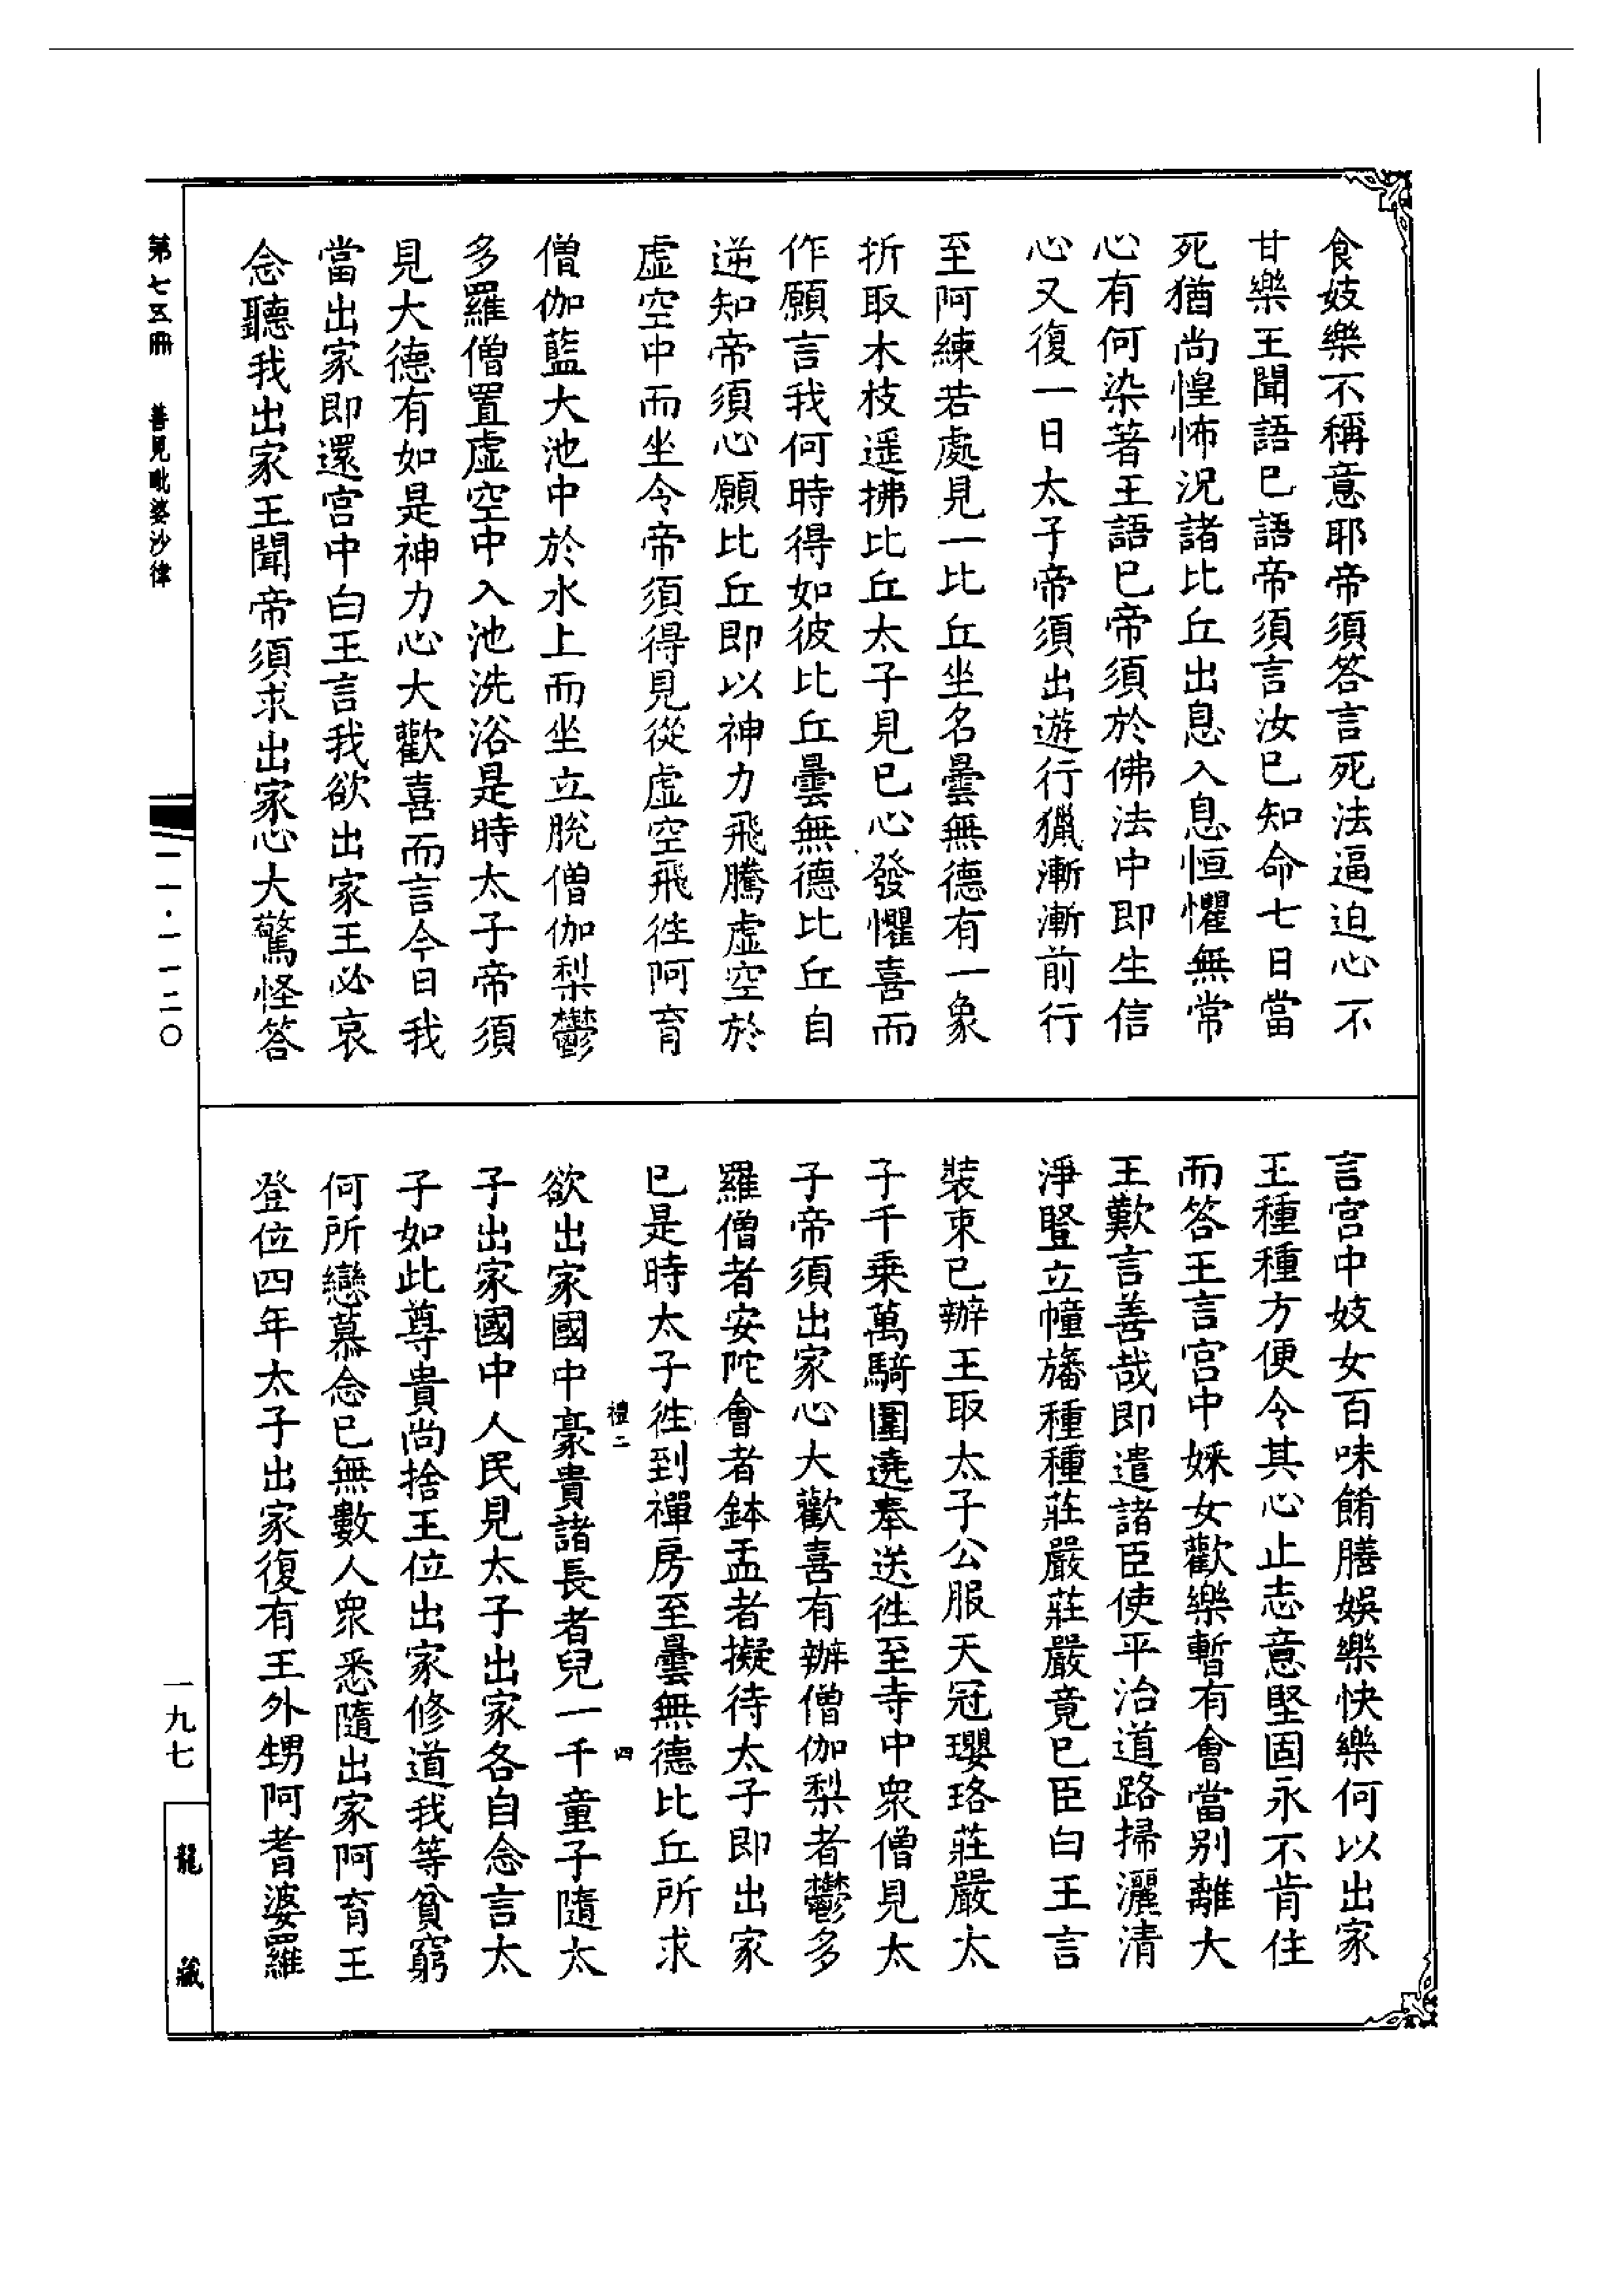 食妓樂不稱意耶帝須答言死法逼迫心不
甘樂王聞語已語帝須言汝已知命七日當
死猶尚惶怖況諸比丘出息入息恒懼無常
心有何染著王語已帝須於佛法中即生信
心又復一日太子帝須出遊行獵漸漸前行
至阿練若處見一比丘坐名曇無德有一象
折取木枝遥拂比丘太子見已心發懼喜而
作願言我何時得如彼比丘曇無德比丘自
逆知帝須心願比丘即以神力飛騰虛空於
虛空中而坐令帝須得見從虛空飛徃阿育
僧伽藍大池中於水上而坐立脫僧伽梨鬱
多羅僧置虛空中入池洗浴是時太子帝須
見大德有如是神力心大歡喜而言今日我
當出家即還宮中白王言我欲出家王必哀
念聽我出家王聞帝須求出家心大驚怪答
言宮中妓女百味餚膳娛樂快樂何以出家
王種種方便令其心止志意堅固永不肯住
而答王言宮中婇女歡樂暫有會當别離大
王歎言善哉即遣諸臣使平治道路掃灑清
淨竪立幢旛種種莊嚴莊嚴竟已臣白王言
裝束已辦王取太子公服天冠瓔珞莊嚴太
子千乗萬騎圍遶奉送徃至寺中衆僧見太
子帝須出家心大歡喜有辦僧伽梨者鬱多
羅僧者安陀會者鉢盂者擬待太子即出家
已是時太子徃到禪房至曇無德比丘所求
禮二
四
欲出家國中豪貴諸長者兒一千童子隨太
子出家國中人民見太子出家各自念言太
子如此尊貴尚捨王位出家修道我等貧窮
何所戀慕念已無數人衆悉隨出家阿育王
登位四年太子出家復有王外甥阿耆婆羅
第七五冊 善見毗婆沙律
一一·一一二〇
一九七
龍藏